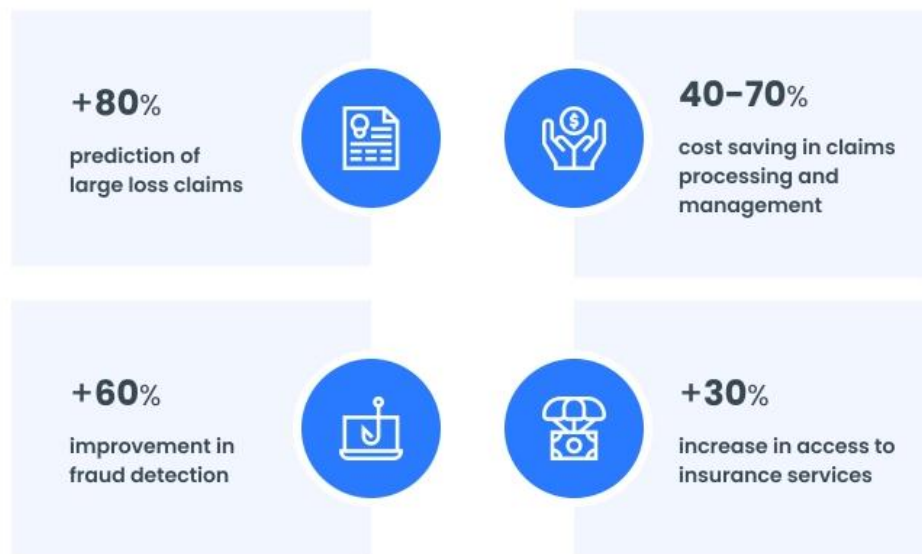 +80%
prediction of
large loss claims
40-70%
cost saving in claims
processing and
management
+60%
improvement in
fraud detection
+30%
increase in access to
insurance services